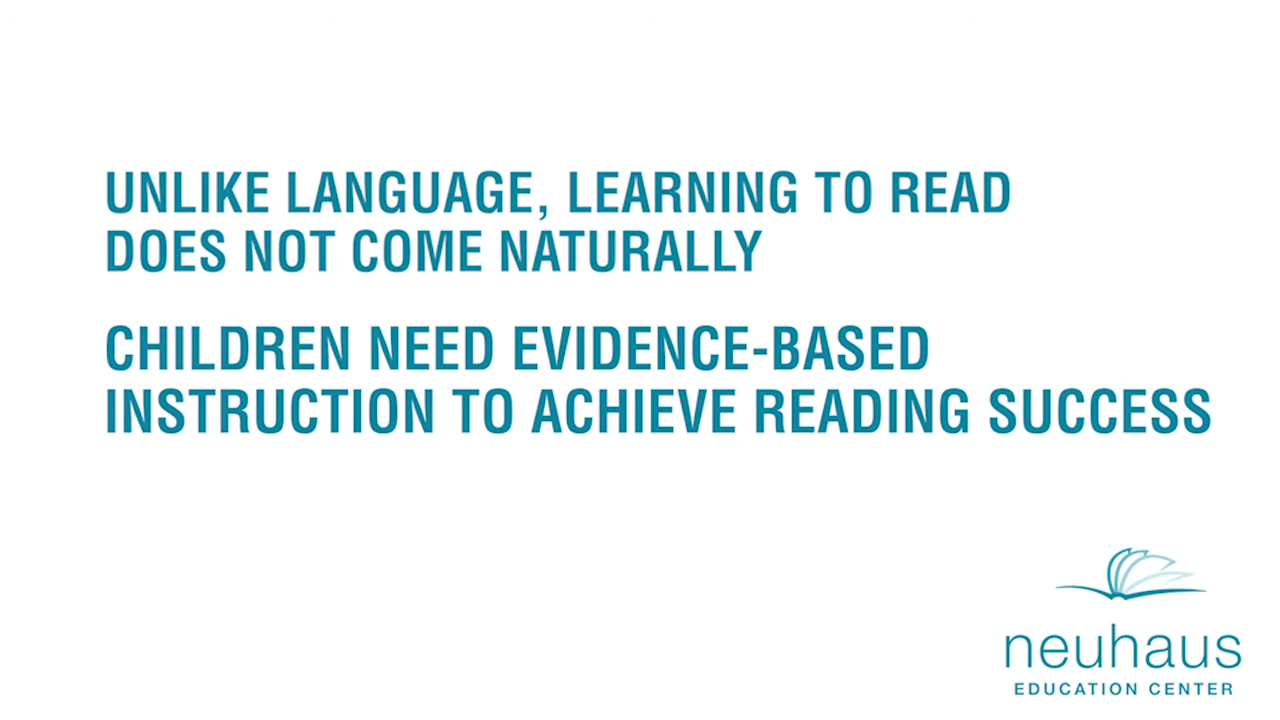 UNLIKE LANGUAGE, LEARNING TO READ
DOES NOT COME NATURALLY
CHILDREN NEED EVIDENCE-BASED
INSTRUCTION TO ACHIEVE READING SUCCESS
neuhaus
EDUCATION CENTER